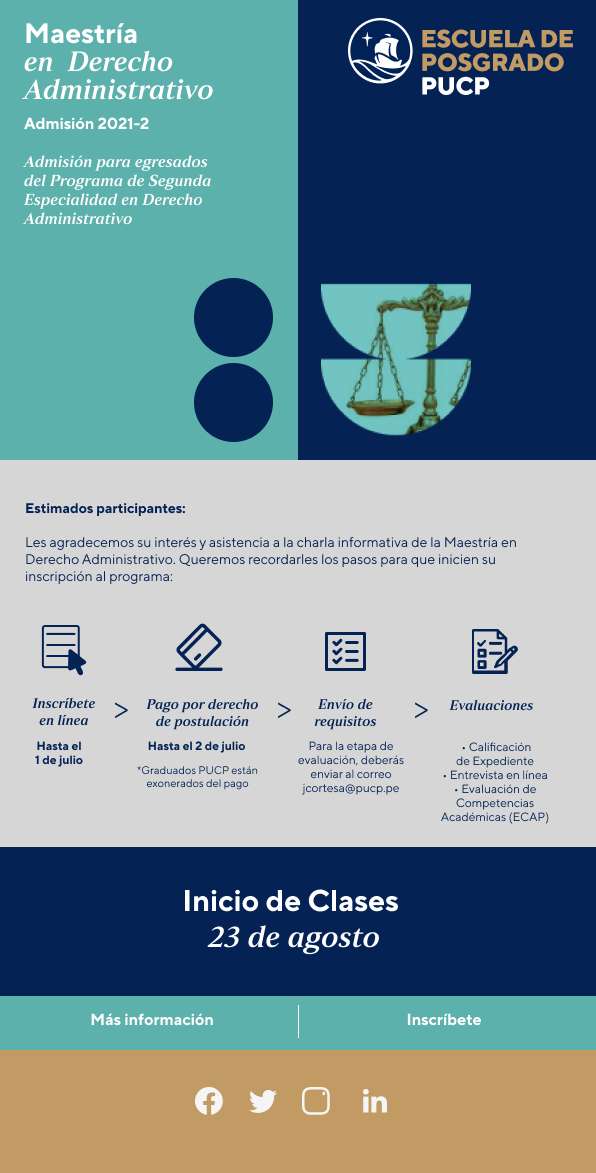 Maestría
en Derecho
Administrativo
Admisión 2021-2
Admisión para egresados
del Programa de Segunda
Especialidad en Derecho
Administrativo
ESCUELA DE
POSGRADO
PUCP
Estimados participantes:
Les agradecemos su interés y asistencia a la charla informativa de la Maestría en
Derecho Administrativo. Queremos recordarles los pasos para que inicien su
inscripción al programa:
Inscríbete
en línea
Hasta el
1 de julio
>
Pago por derecho
de postulación
Hasta el 2 de julio
*Graduados PUCP están
exonerados del pago
>
Envío de
requisitos
Para la etapa de
evaluación, deberás
enviar al correo
jcortesa@pucp.pe
>
Evaluaciones
• Calificación
de Expediente
• Entrevista en línea
• Evaluación de
Competencias
Académicas (ECAP)
Inicio de Clases
23 de agosto
Más información
Inscríbete